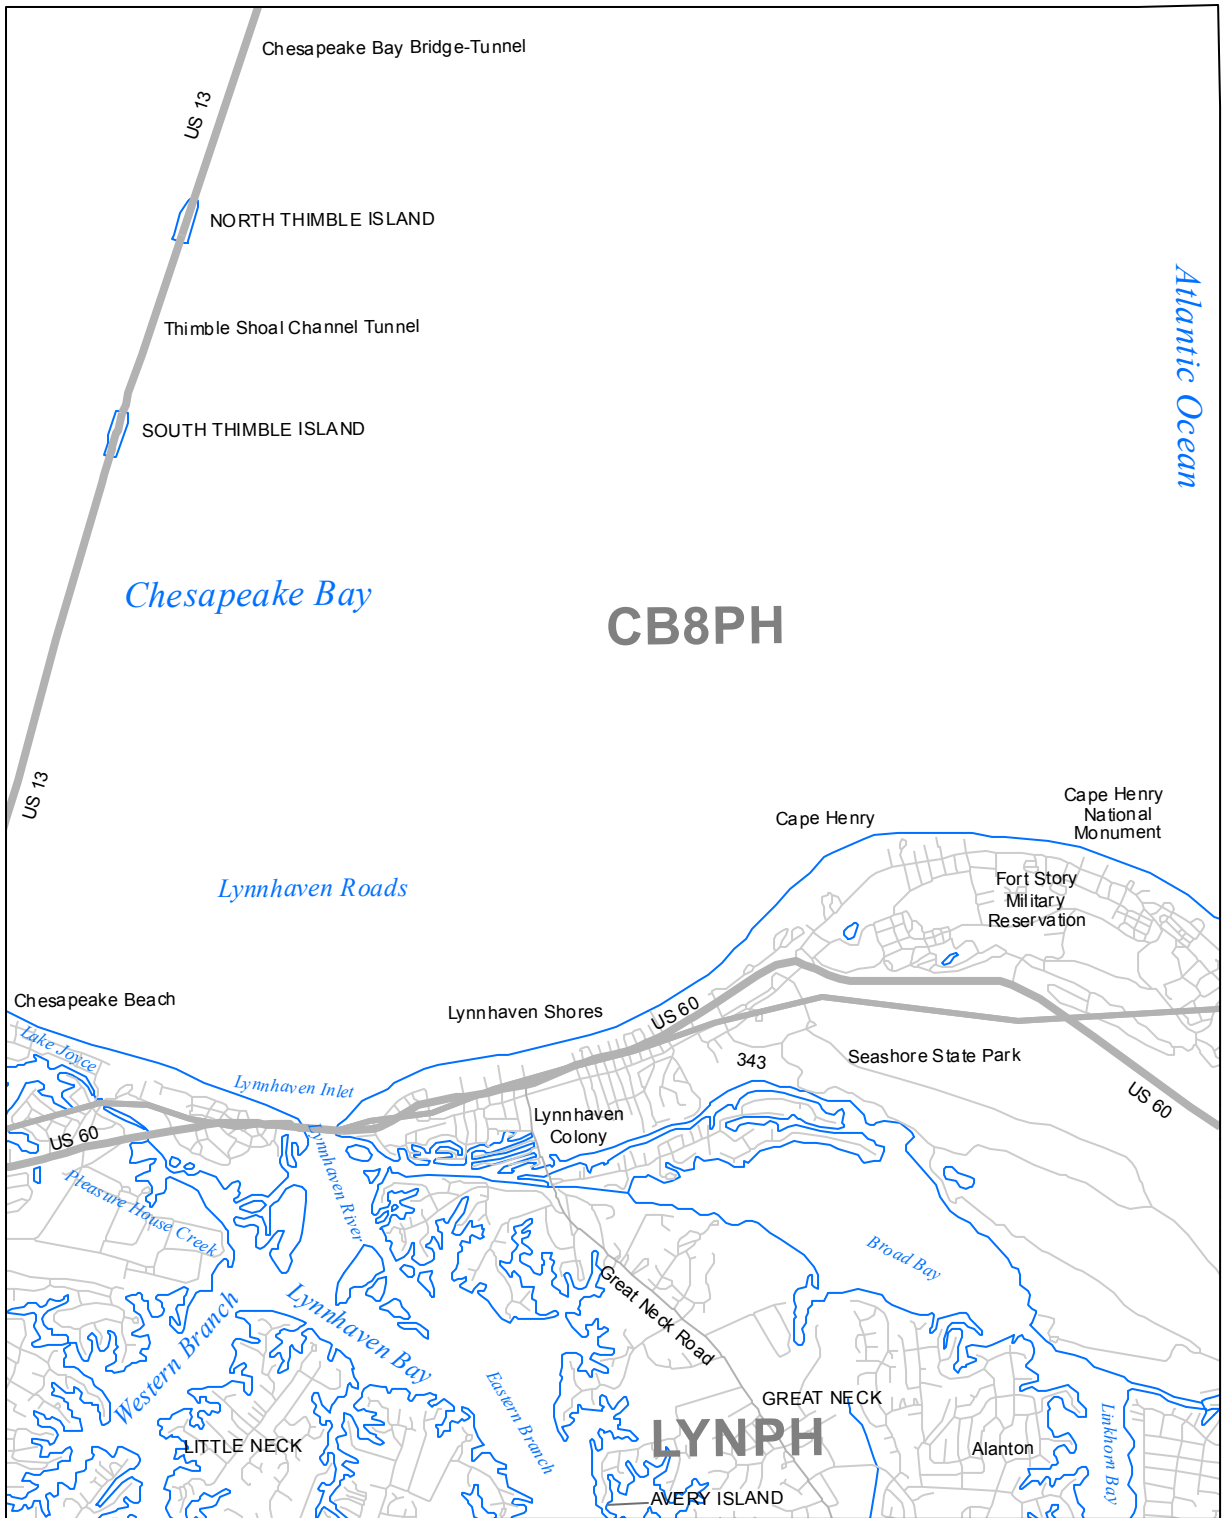 Chesapeake Bay Bridge-Tunnel
US 13
NORTH THIMBLE ISLAND
Atlantic Ocean
Thimble Shoal Channel Tunnel
SOUTH THIMBLE ISLAND
Chesapeake Bay
CB8PH
US 13
Cape Henry
Cape Henry
National
Monument
Lynnhaven Roads
Fort Story
Military
Reservation
Chesapeake Beach
Lynnhaven Shores
US 60
Lake Joyce
343
Seashore State Park
Lynnhaven Inlet
US 60
Lynnhaven
Colony
US 60
Lynnhaven River
Pleasure House Creek
Broad Bay
Great Neck Road
Lynnhaven Bay
Western Branch
Eastern Branch
GREAT NECK
LYNPH
Linkhorn Bay
LITTLE NECK
Alanton
AVERY ISLAND